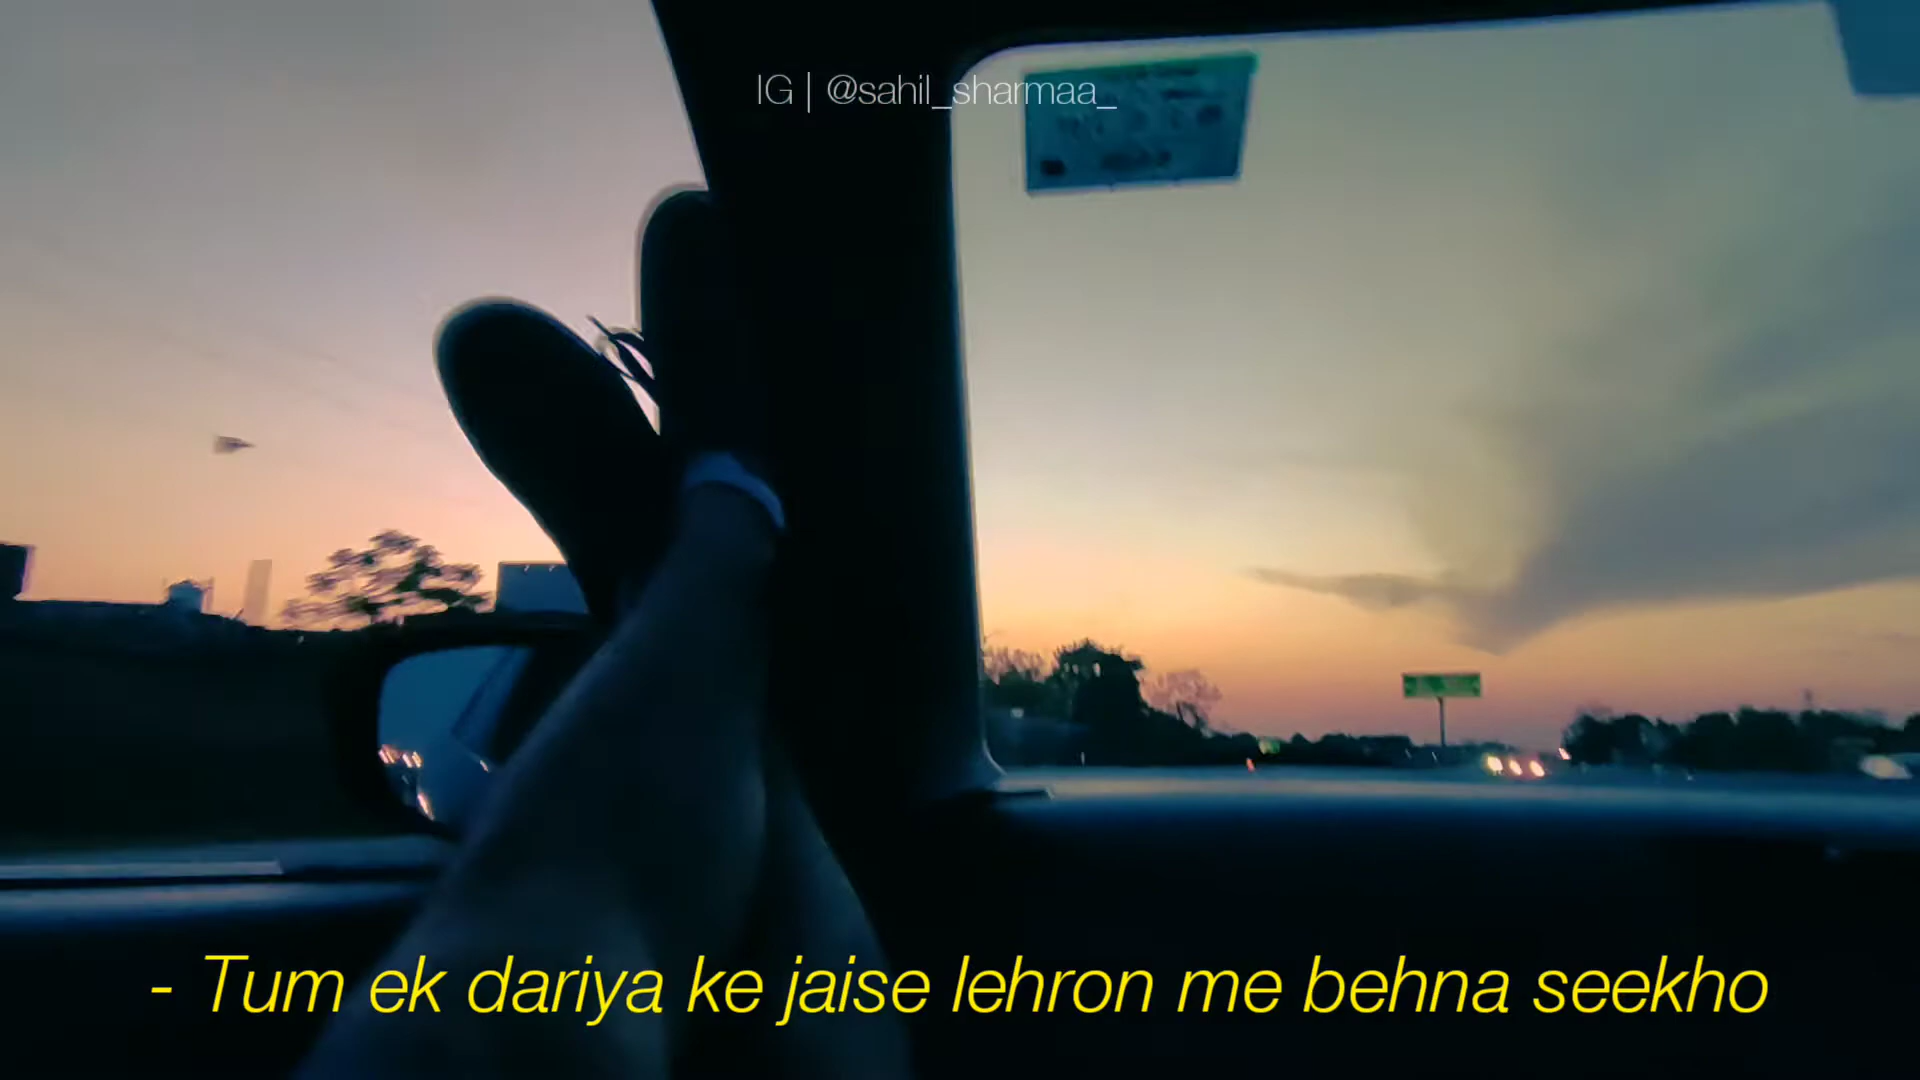 IG | @sahil_sharmaa_
- Tum ek dariya ke jaise lehron me behna seekho